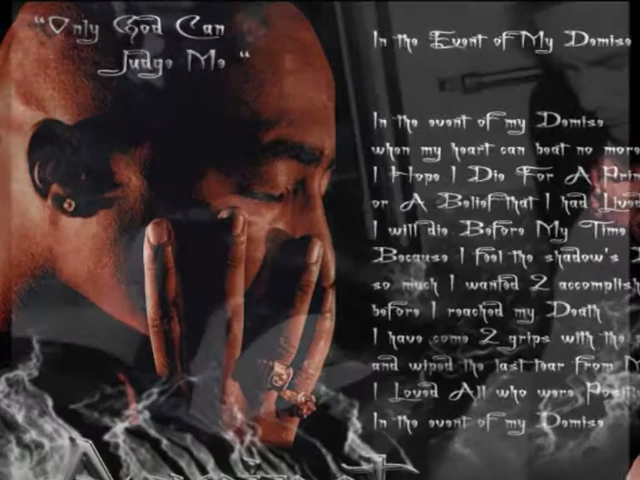 "Only God Can
Judge Me "
In the Event of My Demise
In the event of my Demise
when my heart can beat no more
I Hope I Die For A
or A Belief that I had Lived
I will die Before My Time
Because I feel the shadow's
so much I wanted 2 accomplish
before I reached my Death
I have come 2 grips with the
and wiped the last tear from
I Loved All who were
In the event of my Demise